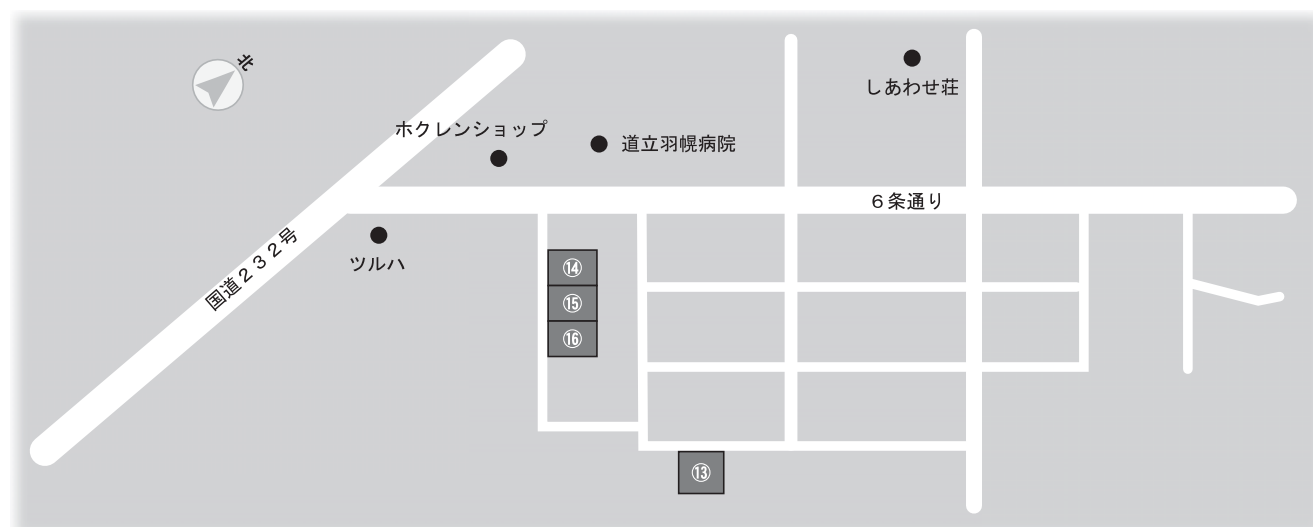 北
しあわせ荘
ホクレンショップ
道立羽幌病院
６条通り
国道２３２号
ツルハ
⑭
⑮
⑯
⑬